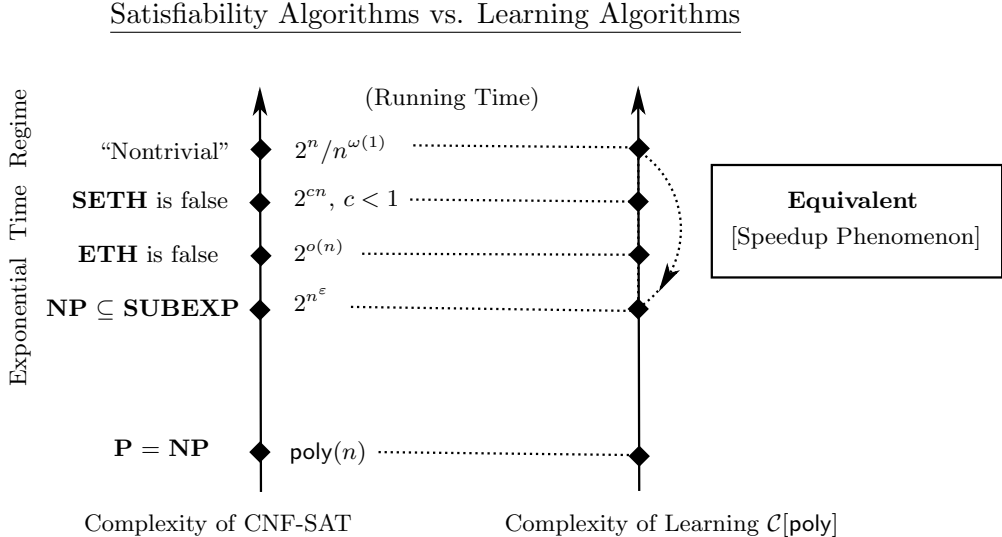 Satisfiability Algorithms vs. Learning Algorithms
Exponential Time Regime
(Running Time)
“Nontrivial” 2^n/n^{ω(1)}
SETH is false 2^{cn}, c < 1
ETH is false 2^{o(n)}
NP ⊆ SUBEXP 2^{n^ε}
P = NP poly(n)
Equivalent
[Speedup Phenomenon]
Complexity of CNF-SAT
Complexity of Learning 𝒞[poly]